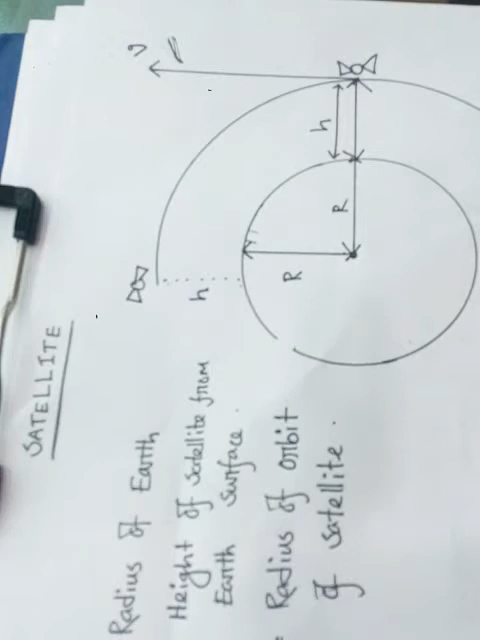 SATELLITE
Radius of Earth
Height of satellite from
Earth surface.
= Radius of orbit
of satellite.
h
R
R
h